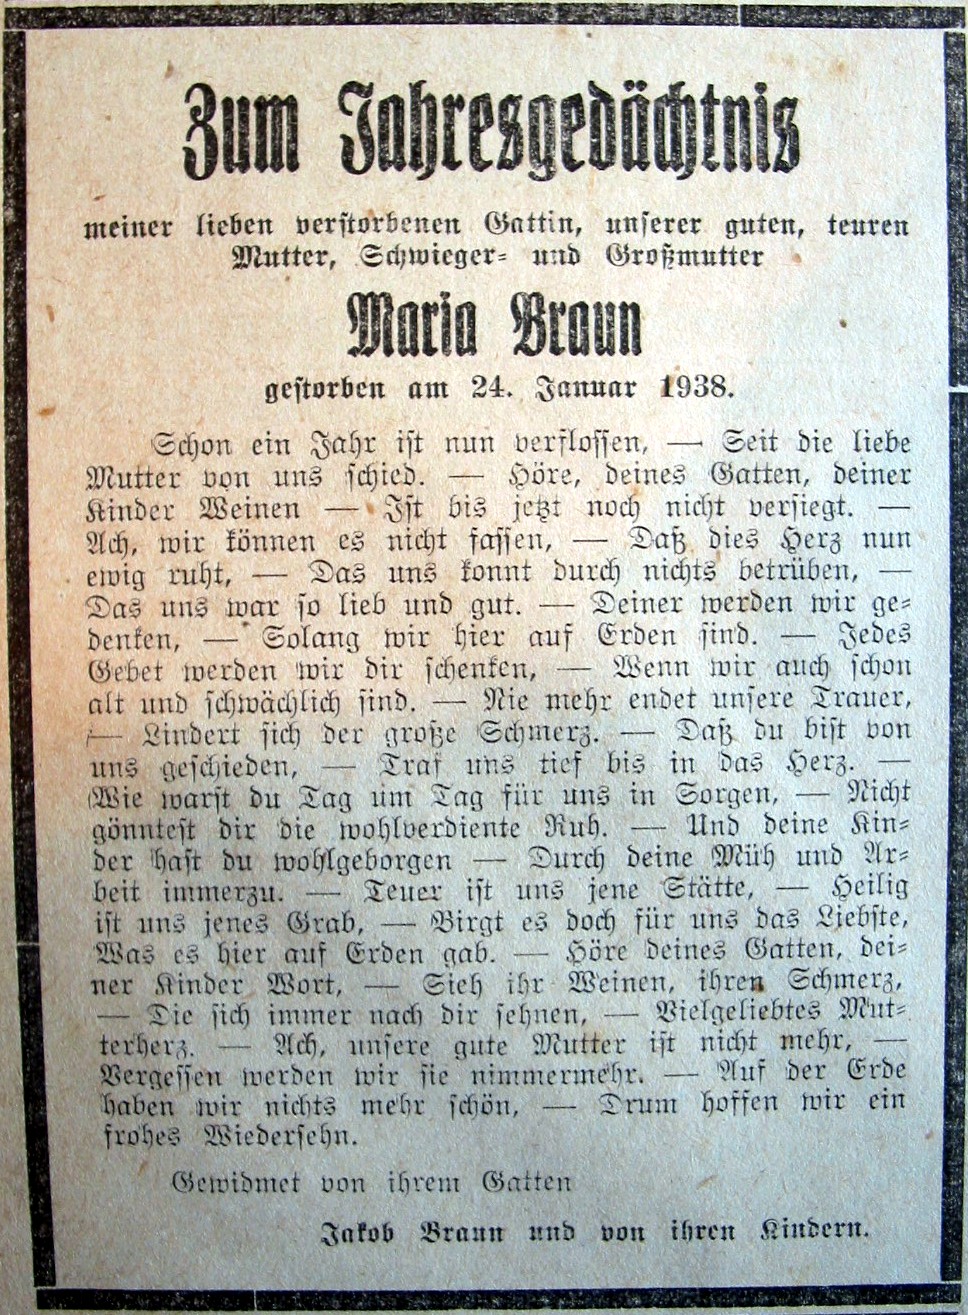 Zum Jahresgedächtnis
meiner lieben verstorbenen Gattin, unserer guten, teuren
Mutter, Schwieger- und Großmutter
Maria Braun
gestorben am 24. Januar 1938.
Schon ein Jahr ist nun verflossen, — Seit die liebe
Mutter von uns schied. — Höre, deines Gatten, deiner
Kinder Weinen — Ist bis jetzt noch nicht versiegt. —
Ach, wir können es nicht fassen, — Daß dies Herz nun
ewig ruht, — Das uns konnt durch nichts betrüben, —
Das uns war so lieb und gut. — Deiner werden wir ge-
denken, — Solang wir hier auf Erden sind. — Jedes
Gebet werden wir dir schenken, — Wenn wir auch schon
alt und schwächlich sind. — Nie mehr endet unsere Trauer,
— Lindert sich der große Schmerz. — Daß du bist von
uns geschieden, — Traf uns tief bis in das Herz. —
Wie warst du Tag um Tag für uns in Sorgen, — Nicht
gönntest dir die wohlverdiente Ruh. — Und deine Kin-
der hast du wohlgeborgen — Durch deine Müh und Ar-
beit immerzu. — Teuer ist uns jene Stätte, — Heilig
ist uns jenes Grab, — Birgt es doch für uns das Liebste,
Was es hier auf Erden gab. — Höre deines Gatten, dei-
ner Kinder Wort, — Sieh ihr Weinen, ihren Schmerz,
— Die sich immer nach dir sehnen, — Vielgeliebtes Mut-
terherz. — Ach, unsere gute Mutter ist nicht mehr, —
Vergessen werden wir sie nimmermehr. — Auf der Erde
haben wir nichts mehr schön, — Drum hoffen wir ein
frohes Wiedersehn.
Gewidmet von ihrem Gatten
Jakob Braun und von ihren Kindern.